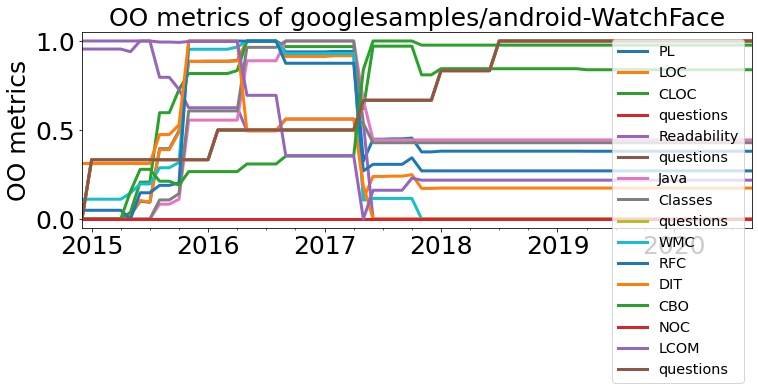 OO metrics of googlesamples/android-WatchFace
OO metrics
1.0
0.5
0.0
2015 2016 2017 2018 2019 2020
PL
LOC
CLOC
questions
Readability
questions
Java
Classes
questions
WMC
RFC
DIT
CBO
NOC
LCOM
questions